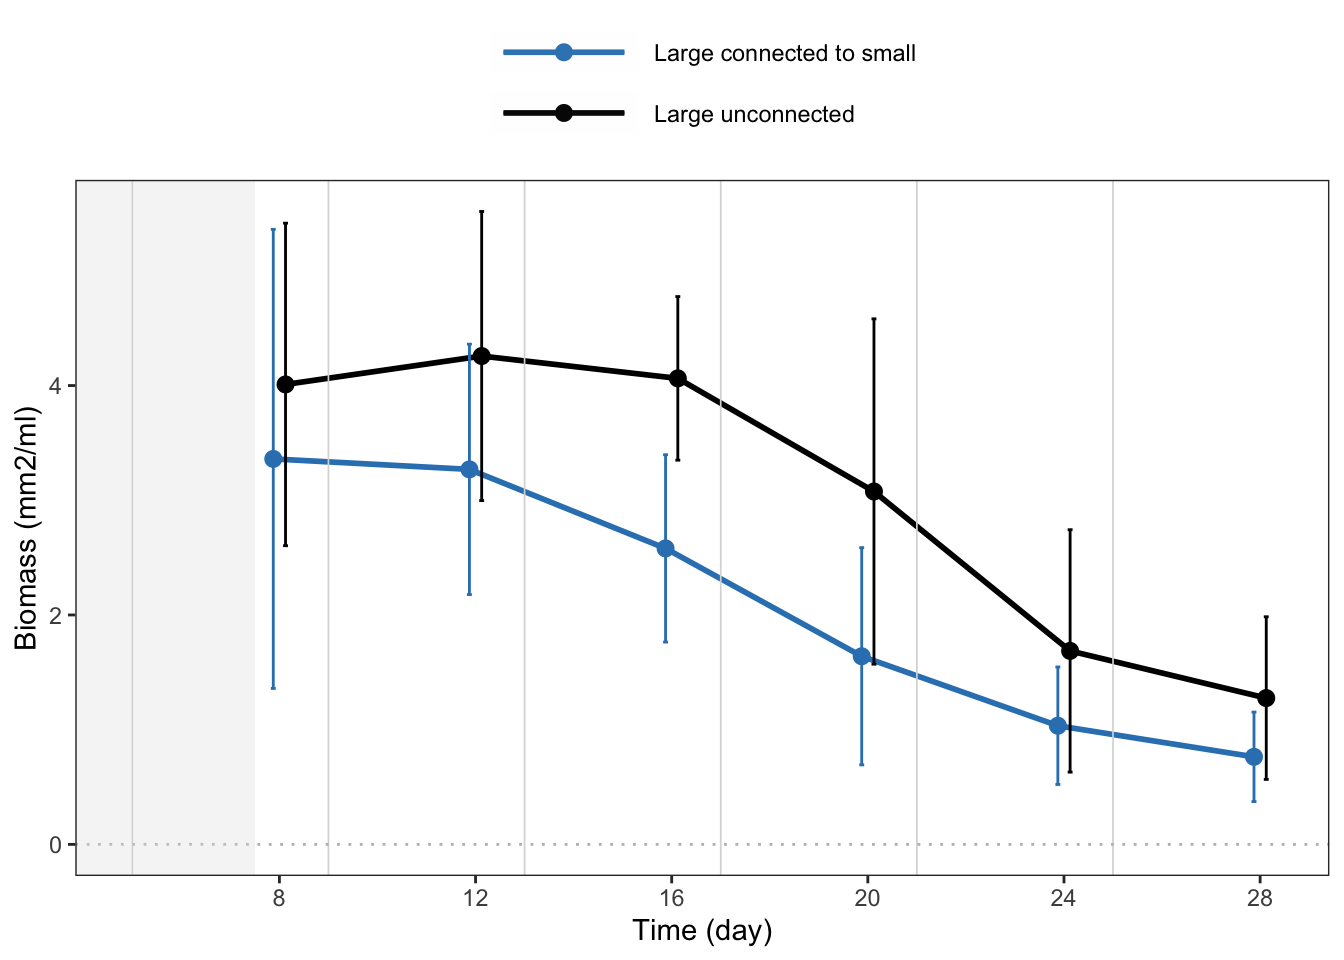 Large connected to small
Large unconnected
Biomass (mm2/ml)
4
2
0
8 12 16 20 24 28
Time (day)